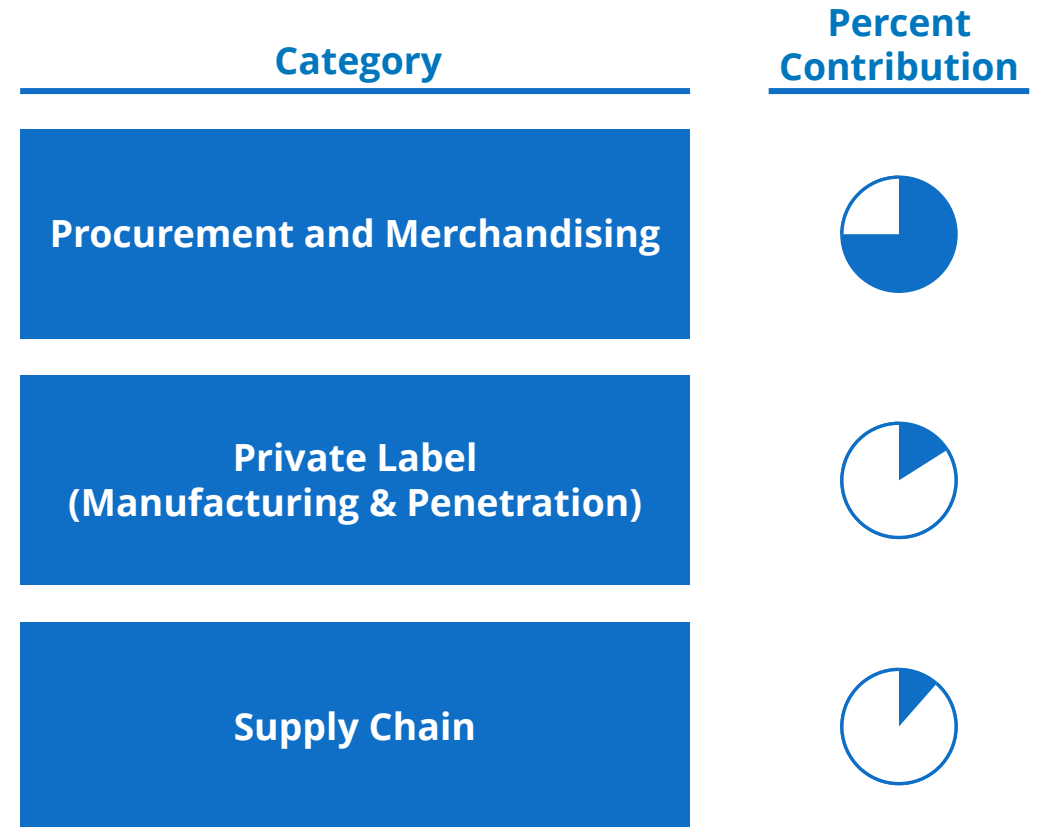 Category
Percent
Contribution
Procurement and Merchandising
Private Label
(Manufacturing & Penetration)
Supply Chain